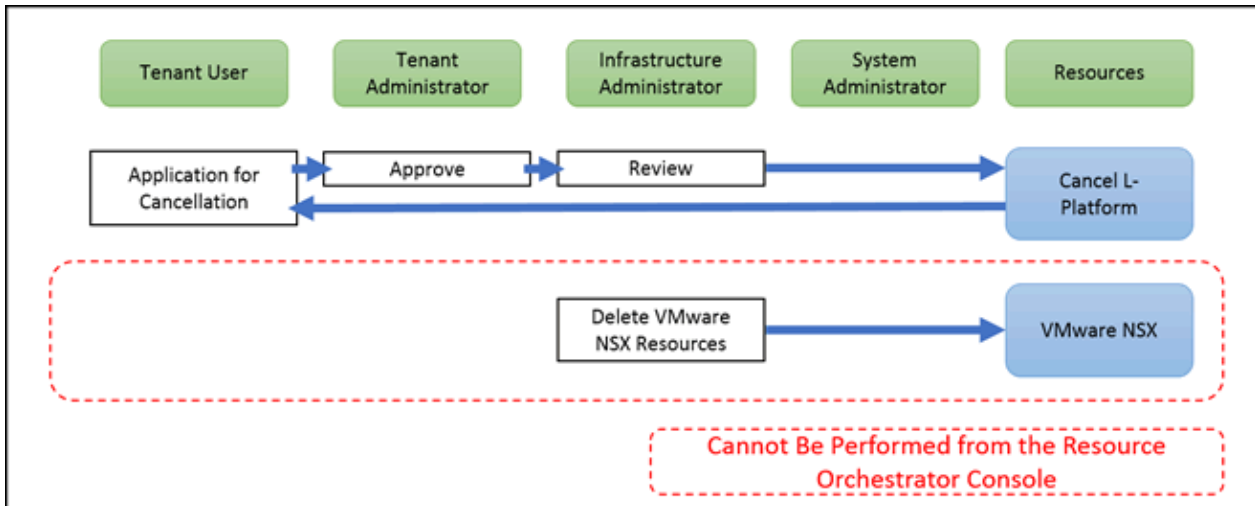 Tenant User
Tenant
Administrator
Infrastructure
Administrator
System
Administrator
Resources
Application for
Cancellation
Approve
Review
Cancel L-
Platform
Delete VMware
NSX Resources
VMware NSX
Cannot Be Performed from the Resource
Orchestrator Console